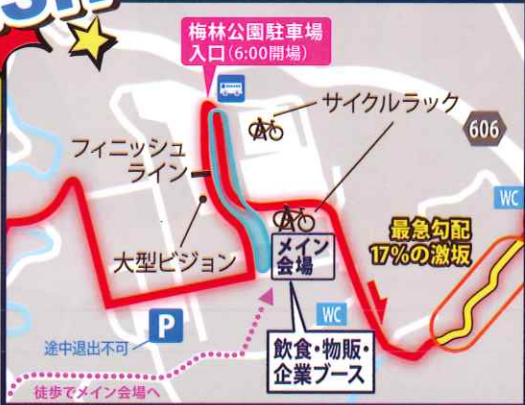 梅林公園駐車場
入口(6:00開場)
サイクルラック
606
フィニッシュ
ライン
WC
最急勾配
17%の激坂
メイン
会場
大型ビジョン
WC
P
途中退出不可
飲食・物販・
企業ブース
徒歩でメイン会場へ